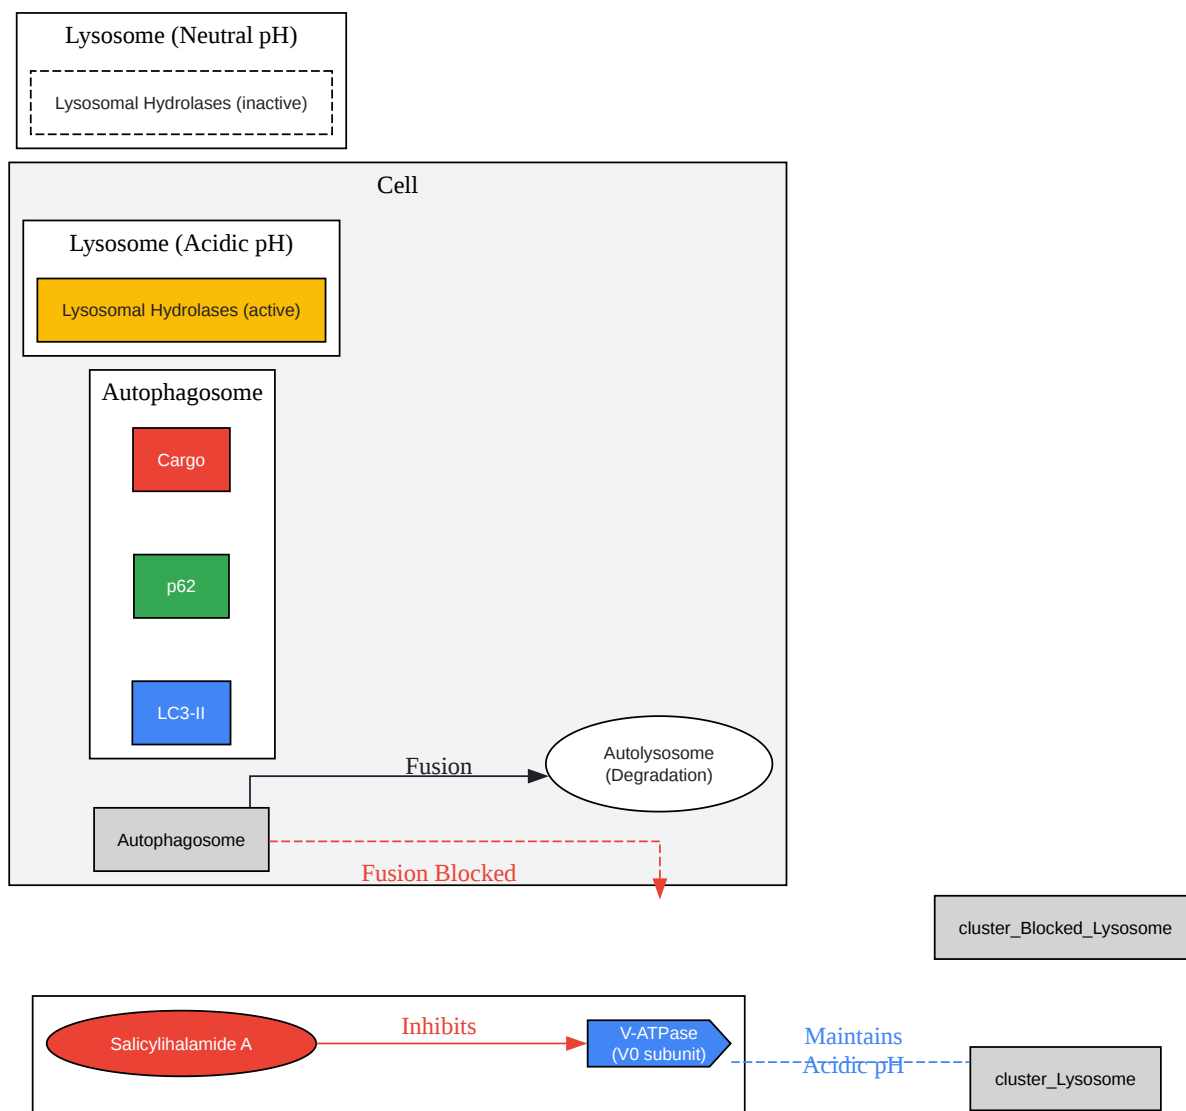 Lysosome (Neutral pH)
Lysosomal Hydrolases (inactive)
Cell
Lysosome (Acidic pH)
Lysosomal Hydrolases (active)
Autophagosome
Cargo
p62
LC3-II
Autolysosome
(Degradation)
Fusion
Autophagosome
Fusion Blocked
cluster_Blocked_Lysosome
Salicylihalamide A
Inhibits
V-ATPase
(V0 subunit)
Maintains
Acidic pH
cluster_Lysosome